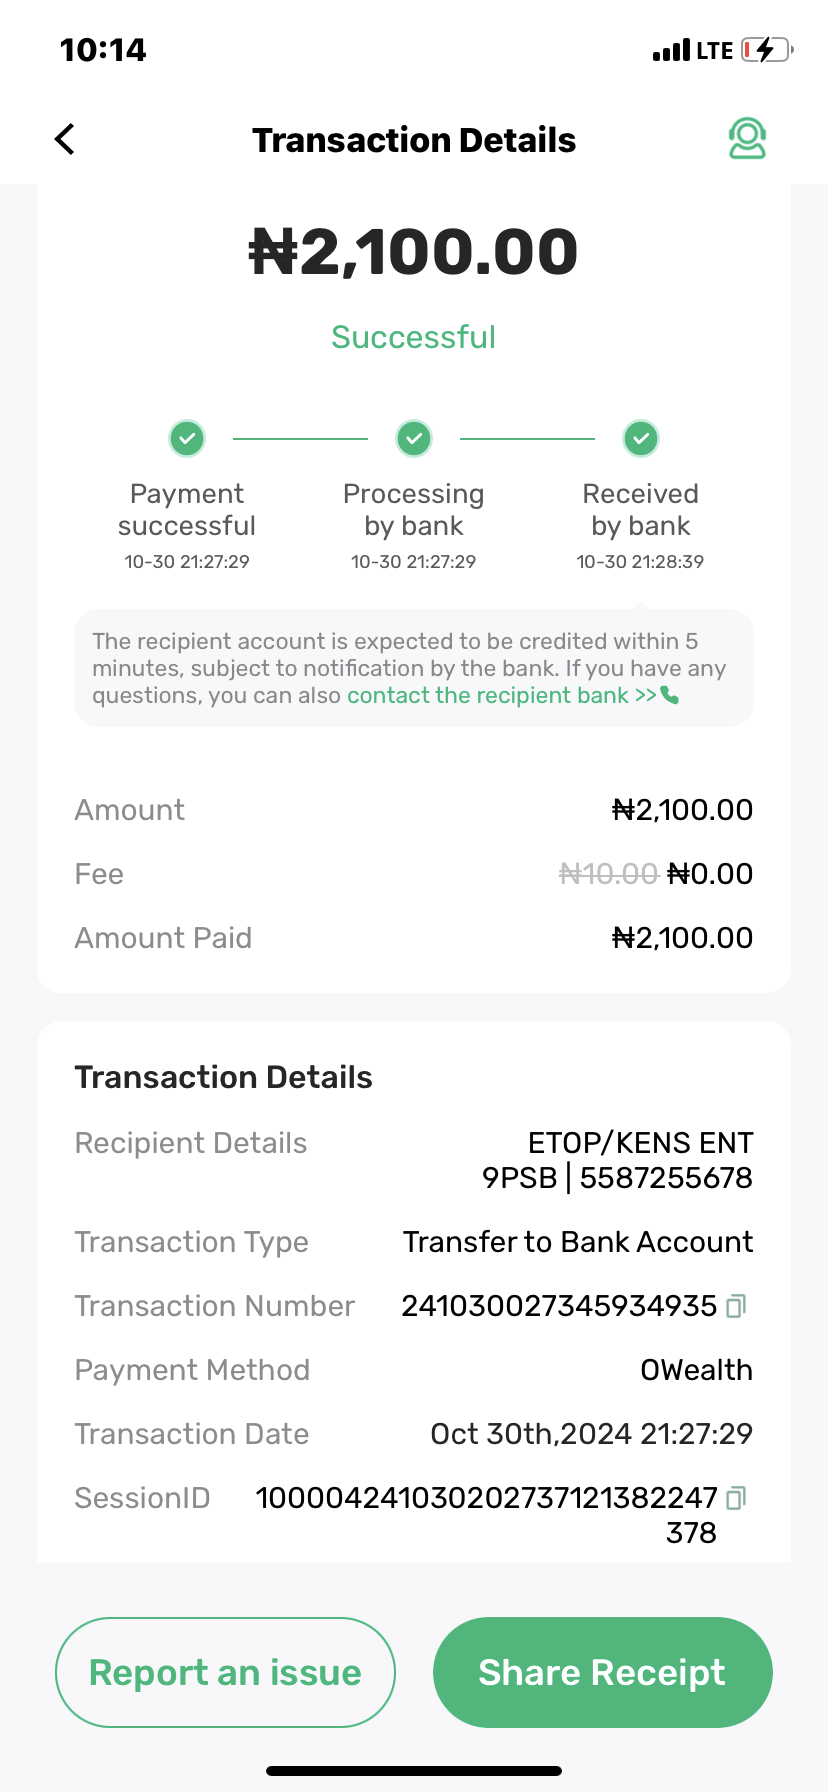 10:14
LTE
Transaction Details
₦2,100.00
Successful
Payment successful
10-30 21:27:29
Processing by bank
10-30 21:27:29
Received by bank
10-30 21:28:39
The recipient account is expected to be credited within 5
minutes, subject to notification by the bank. If you have any
questions, you can also contact the recipient bank >>
Amount ₦2,100.00
Fee ₦10.00 ₦0.00
Amount Paid ₦2,100.00
Transaction Details
Recipient Details ETOP/KENS ENT
9PSB | 5587255678
Transaction Type Transfer to Bank Account
Transaction Number 241030027345934935
Payment Method OWealth
Transaction Date Oct 30th,2024 21:27:29
SessionID 100004241030202737121382247
378
Report an issue
Share Receipt